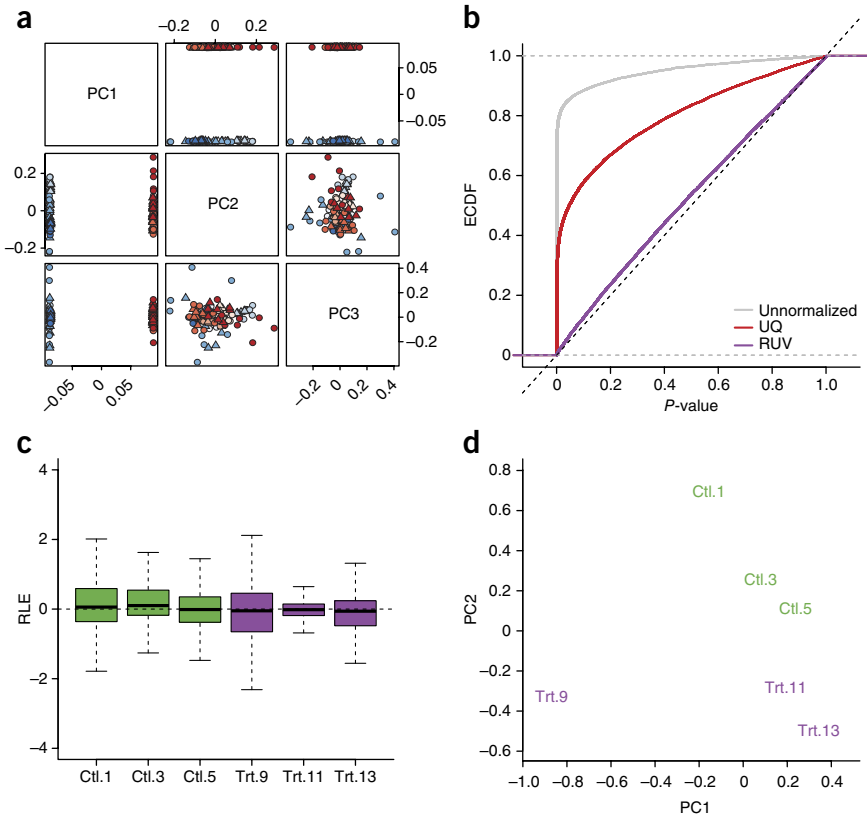 a
−0.2 0 0.2
PC1
0.05
0
−0.05
0.2
0
−0.2
PC2
PC3
0.4
0.2
0
−0.2
−0.05 0 0.05
−0.2 0 0.2 0.4
b
ECDF
1.0
0.8
0.6
0.4
0.2
0
Unnormalized
UQ
RUV
0 0.2 0.4 0.6 0.8 1.0
P-value
c
RLE
4
2
0
−2
−4
Ctl.1 Ctl.3 Ctl.5 Trt.9 Trt.11 Trt.13
d
PC2
0.8
0.6
0.4
0.2
0
−0.2
−0.4
−0.6
Ctl.1
Ctl.3
Ctl.5
Trt.11
Trt.9
Trt.13
−1.0 −0.8 −0.6 −0.4 −0.2 0 0.2 0.4
PC1